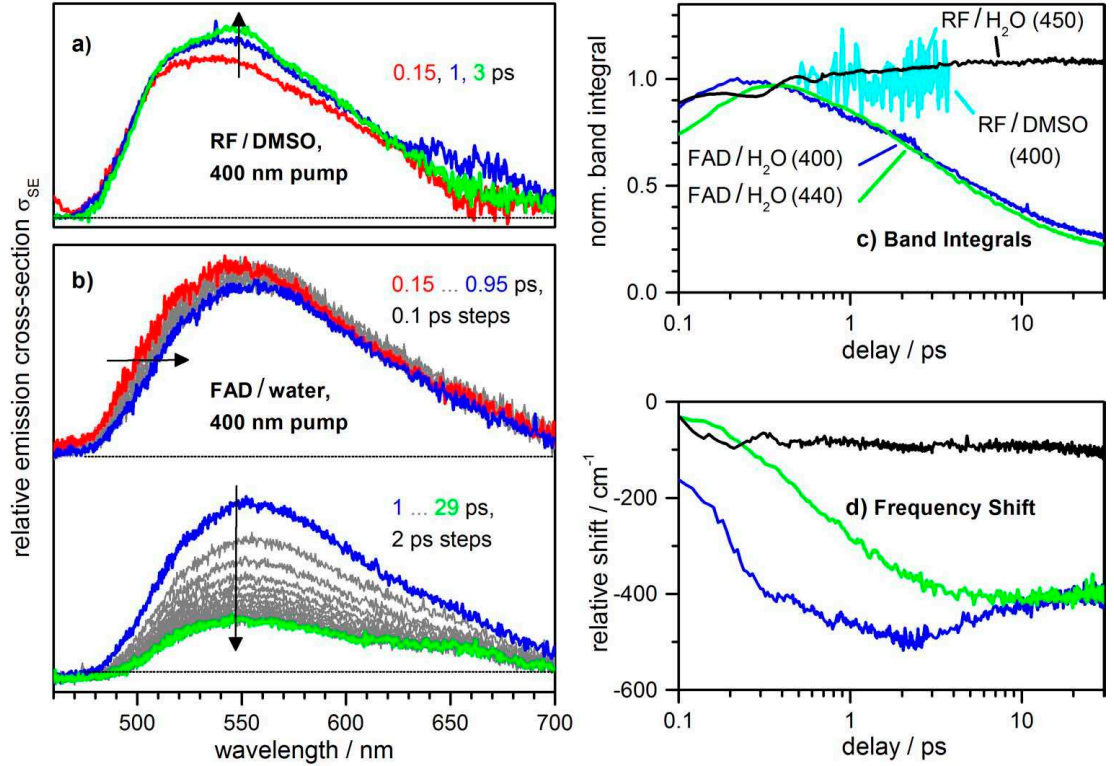 relative emission cross-section σSE
a)
0.15, 1, 3 ps
RF/DMSO,
400 nm pump
b)
0.15 ... 0.95 ps,
0.1 ps steps
FAD/water,
400 nm pump
1 ... 29 ps,
2 ps steps
500 550 600 650 700
wavelength / nm
norm. band integral
1.0
0.5
0.0
RF/H2O (450)
RF/DMSO
(400)
FAD/H2O (400)
FAD/H2O (440)
c) Band Integrals
0.1 1 10
delay / ps
relative shift / cm-1
0
-200
-400
-600
d) Frequency Shift
0.1 1 10
delay / ps